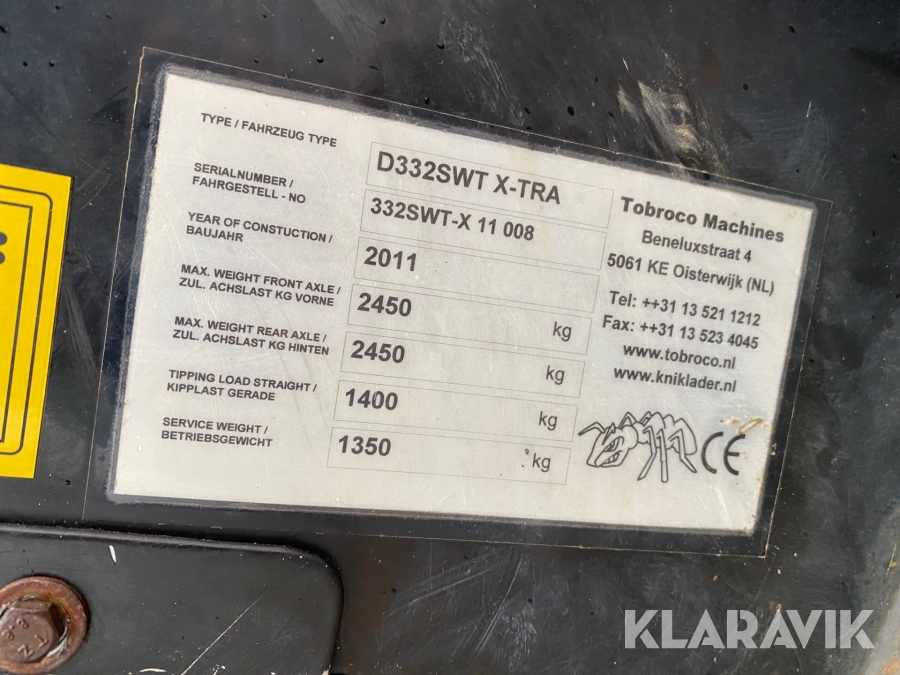 TYPE / FAHRZEUG TYPE
D332SWT X-TRA
SERIALNUMBER /
FAHRGESTELL - NO
332SWT-X 11 008
YEAR OF CONSTUCTION /
BAUJAHR
2011
MAX. WEIGHT FRONT AXLE /
ZUL. ACHSLAST KG VORNE
2450 kg
MAX. WEIGHT REAR AXLE /
ZUL. ACHSLAST KG HINTEN
2450 kg
TIPPING LOAD STRAIGHT /
KIPPLAST GERADE
1400 kg
SERVICE WEIGHT /
BETRIEBSGEWICHT
1350 kg
Tobroco Machines
Beneluxstraat 4
5061 KE Oisterwijk (NL)
Tel: ++31 13 521 1212
Fax: ++31 13 523 4045
www.tobroco.nl
www.kniklader.nl
CE
8.8
KLARAVIK